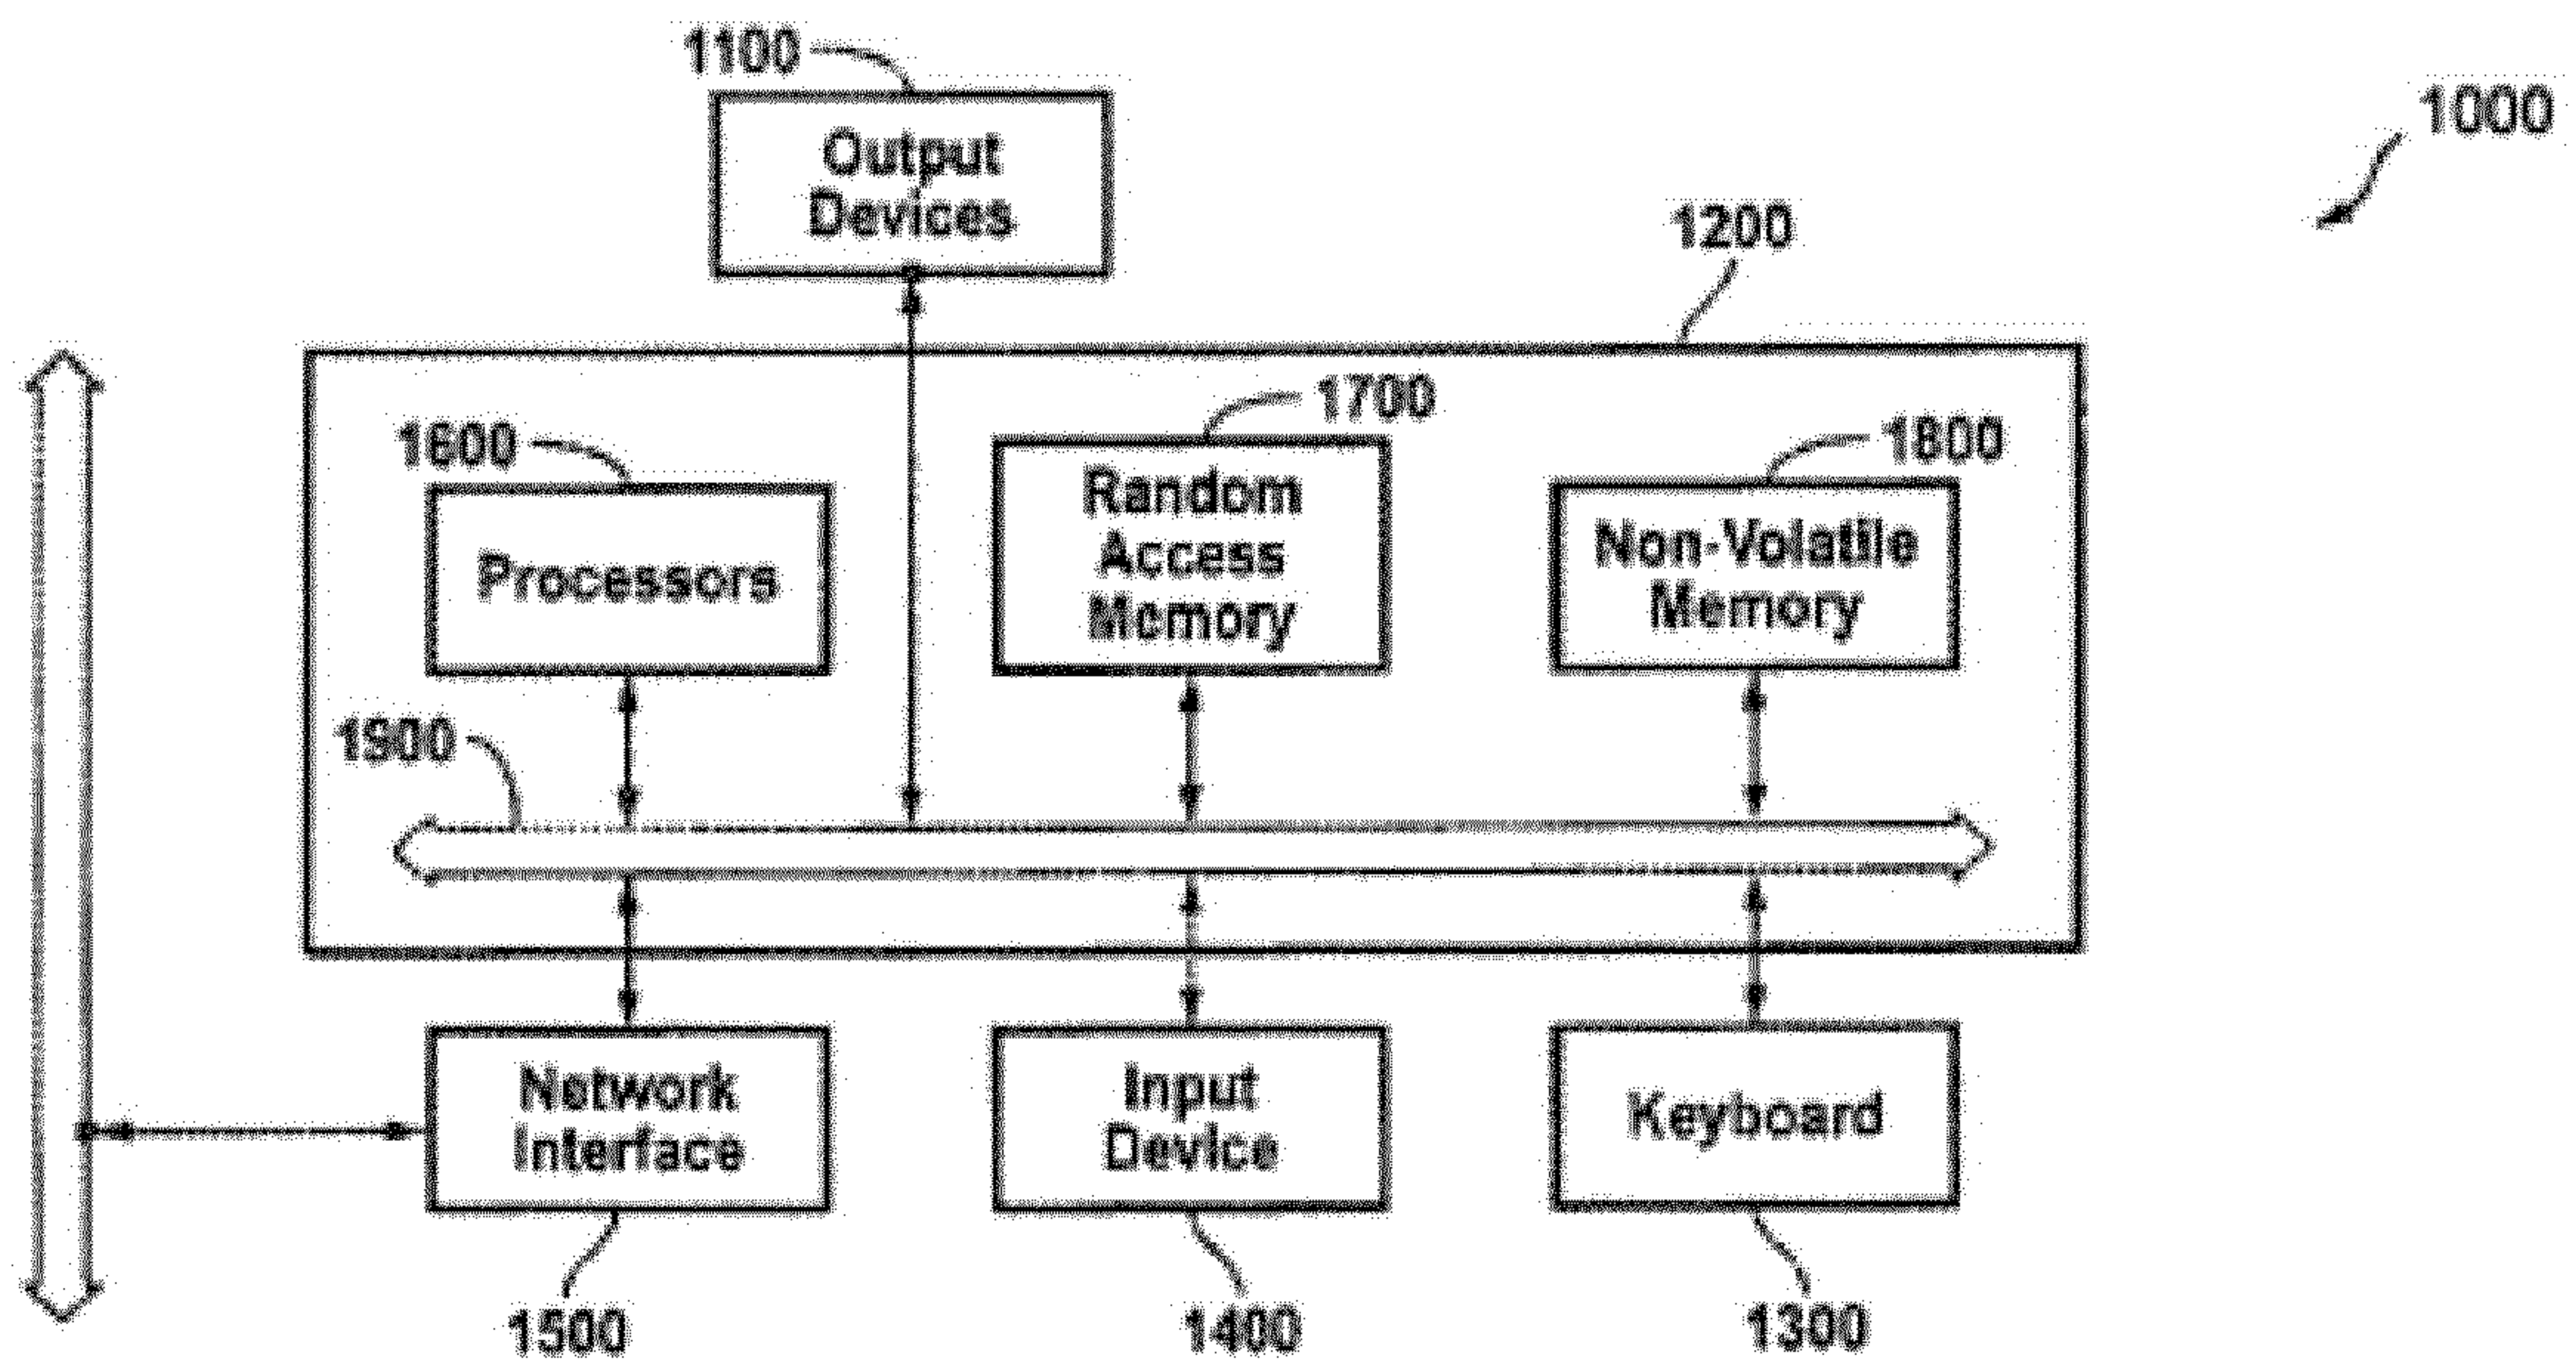 1100
Output
Devices
1000
1200
1600
Processors
1700
Random
Access
Memory
1800
Non-Volatile
Memory
1900
Network
Interface
Input
Device
Keyboard
1500
1400
1300